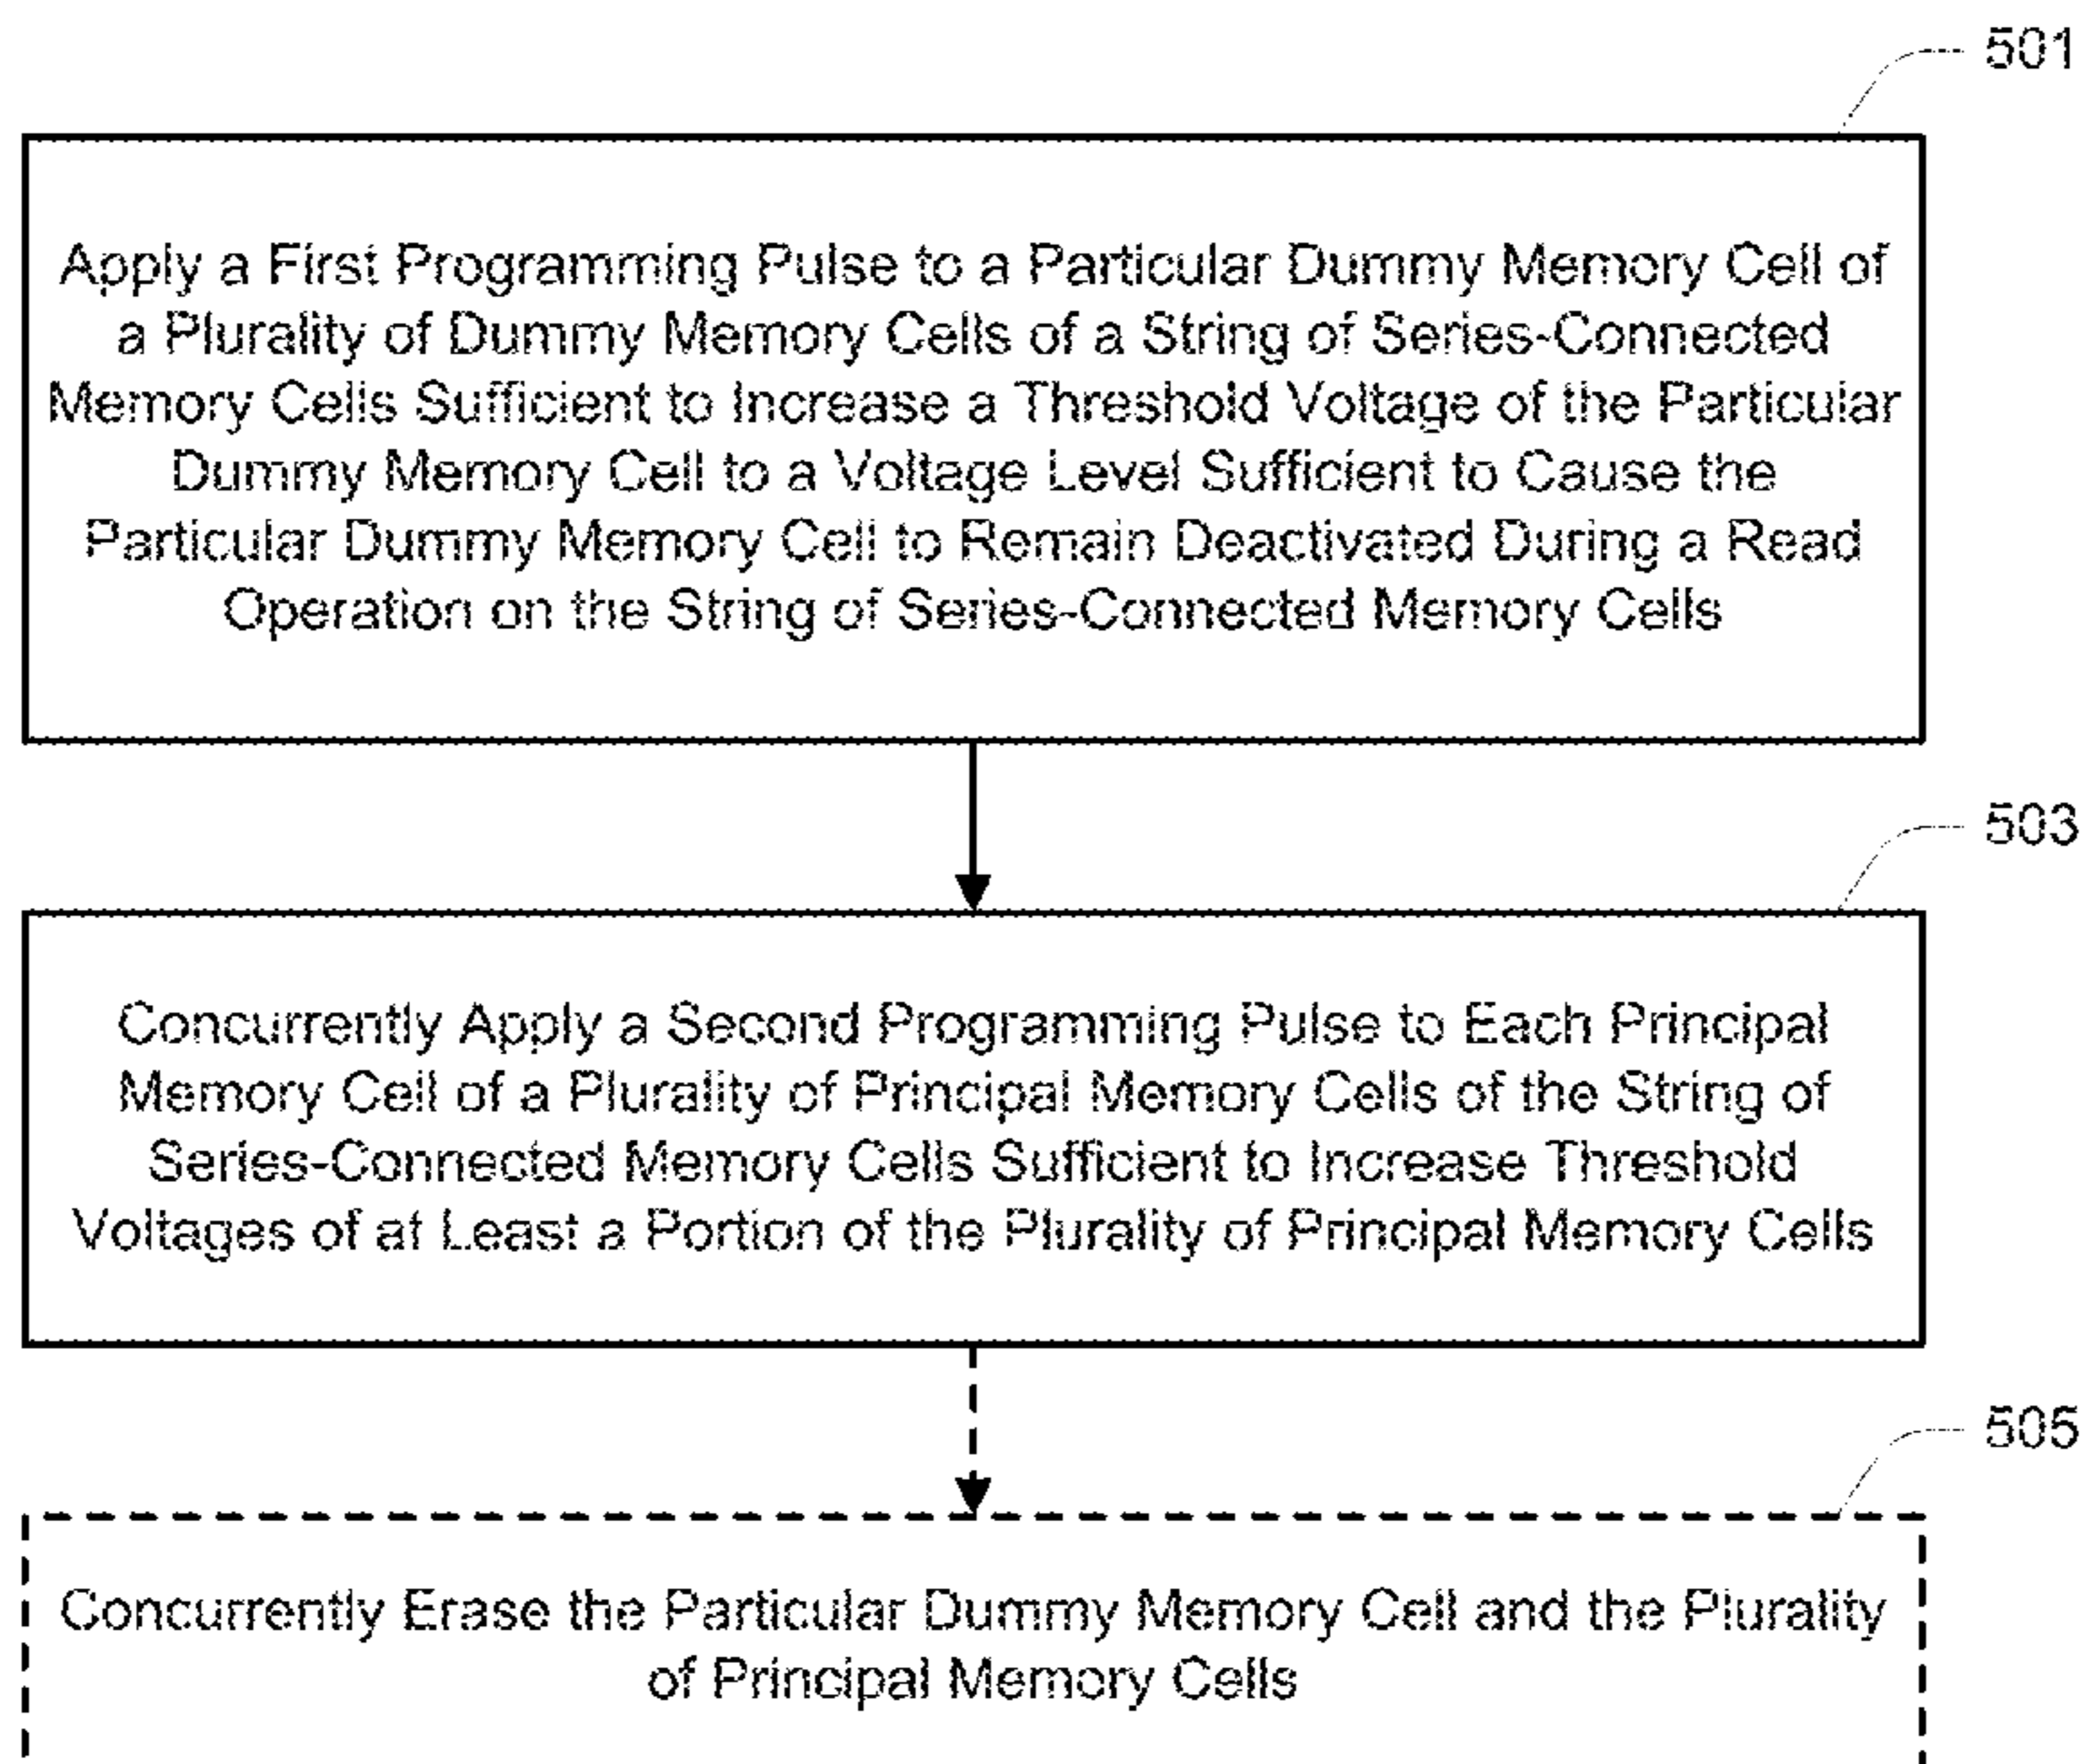 501
Apply a First Programming Pulse to a Particular Dummy Memory Cell of
a Plurality of Dummy Memory Cells of a String of Series-Connected
Memory Cells Sufficient to Increase a Threshold Voltage of the Particular
Dummy Memory Cell to a Voltage Level Sufficient to Cause the
Particular Dummy Memory Cell to Remain Deactivated During a Read
Operation on the String of Series-Connected Memory Cells
503
Concurrently Apply a Second Programming Pulse to Each Principal
Memory Cell of a Plurality of Principal Memory Cells of the String of
Series-Connected Memory Cells Sufficient to Increase Threshold
Voltages of at Least a Portion of the Plurality of Principal Memory Cells
505
Concurrently Erase the Particular Dummy Memory Cell and the Plurality
of Principal Memory Cells